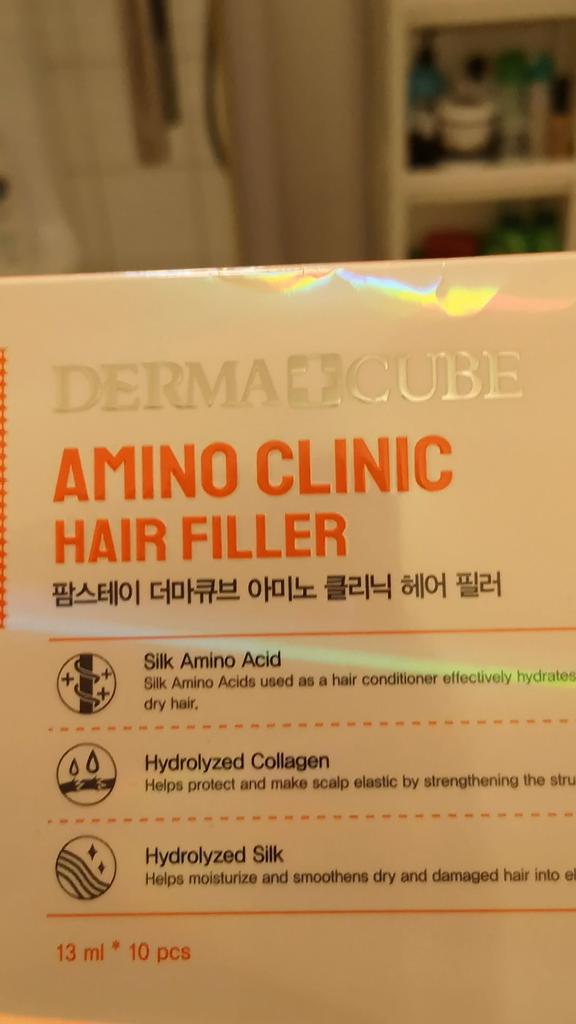 DERMA CUBE
AMINO CLINIC
HAIR FILLER
팜스테이 더마큐브 아미노 클리닉 헤어 필러
Silk Amino Acid
Silk Amino Acids used as a hair conditioner effectively hydrates
dry hair.
Hydrolyzed Collagen
Helps protect and make scalp elastic by strengthening the
Hydrolyzed Silk
Helps moisturize and smoothens dry and damaged hair into
13 ml * 10 pcs